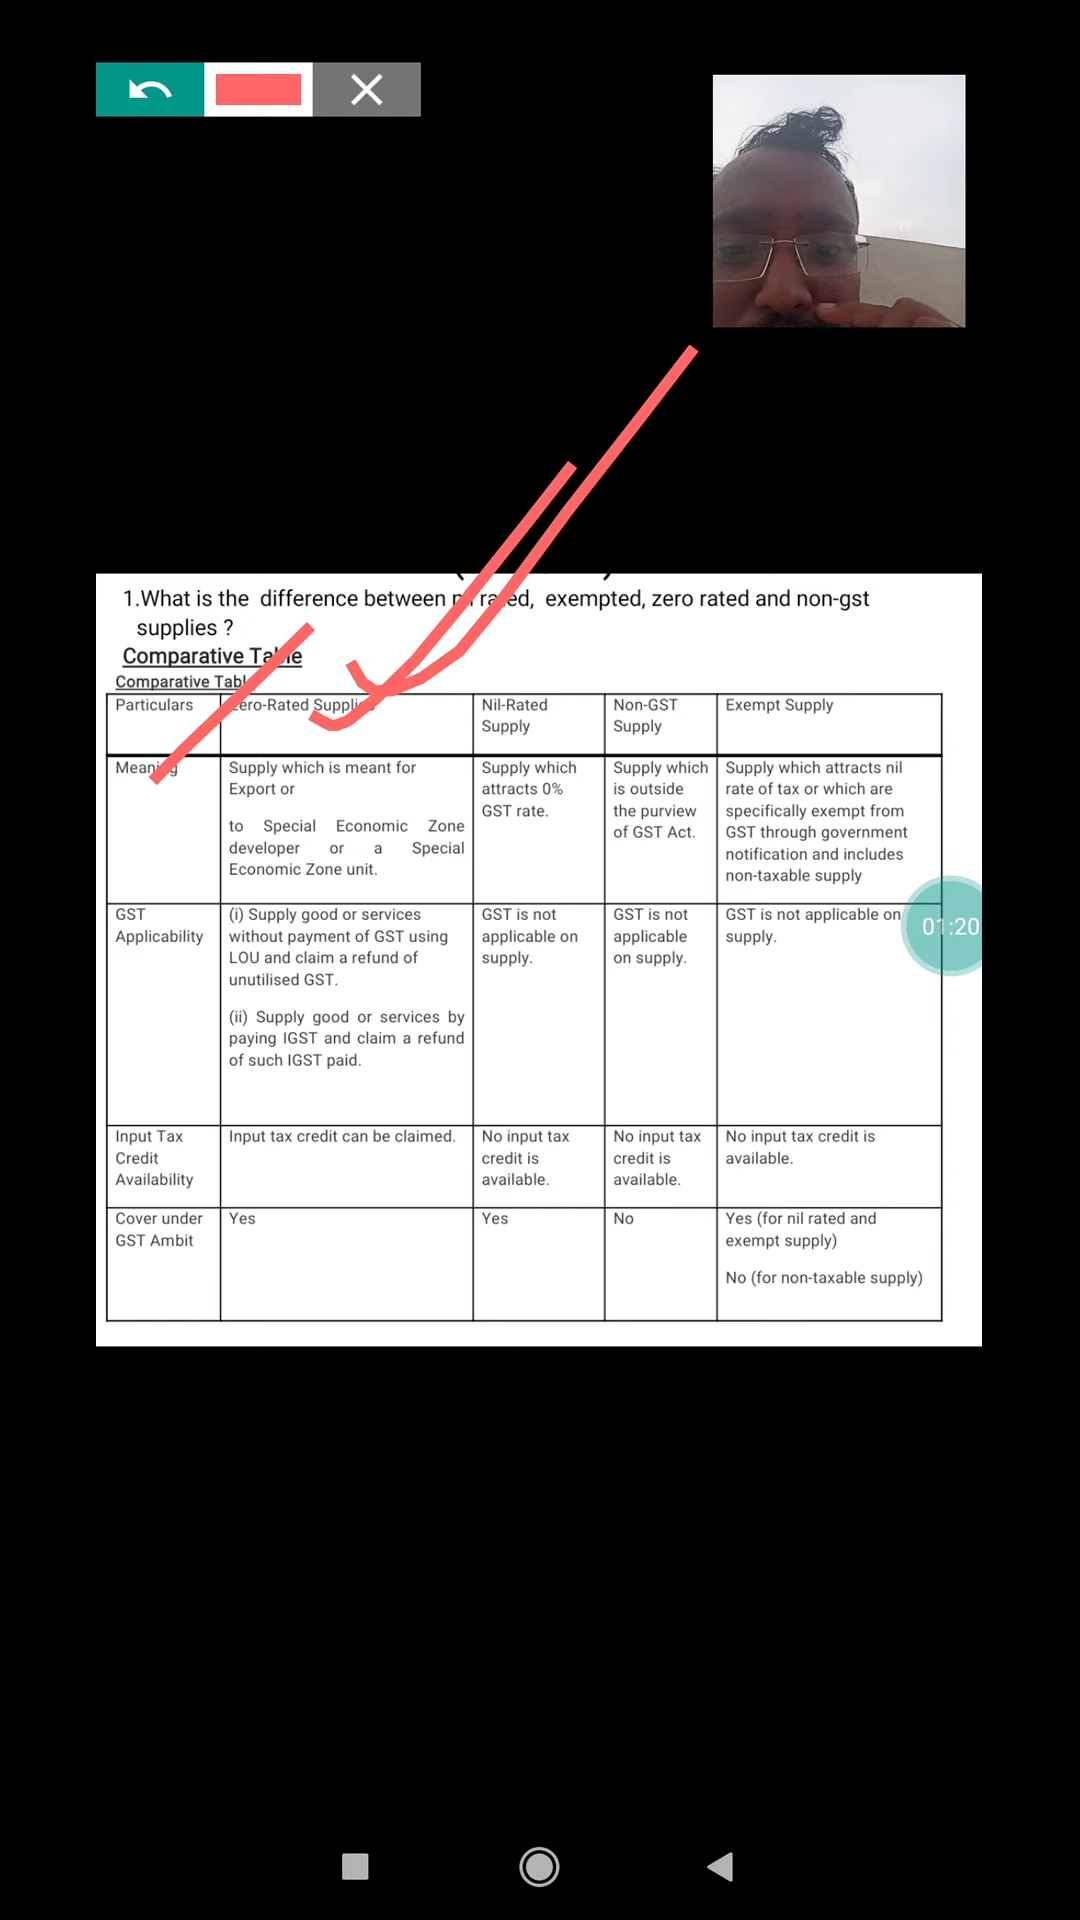 1.What is the difference between rated, exempted, zero rated and non-gst
supplies ?
Comparative Table
Comparative Table
Particulars
Zero-Rated Supplies
Nil-Rated
Supply
Non-GST
Supply
Exempt Supply
Meaning
Supply which is meant for
Export or
to Special Economic Zone
developer or a Special
Economic Zone unit.
Supply which
attracts 0%
GST rate.
Supply which
is outside
the purview
of GST Act.
Supply which attracts nil
rate of tax or which are
specifically exempt from
GST through government
notification and includes
non-taxable supply
GST
Applicability
(i) Supply good or services
without payment of GST using
LOU and claim a refund of
unutilised GST.
(ii) Supply good or services by
paying IGST and claim a refund
of such IGST paid.
GST is not
applicable on
supply.
GST is not
applicable
on supply.
GST is not applicable on
supply.
01:20
Input Tax
Credit
Availability
Input tax credit can be claimed.
No input tax
credit is
available.
No input tax
credit is
available.
No input tax credit is
available.
Cover under
GST Ambit
Yes
Yes
No
Yes (for nil rated and
exempt supply)
No (for non-taxable supply)